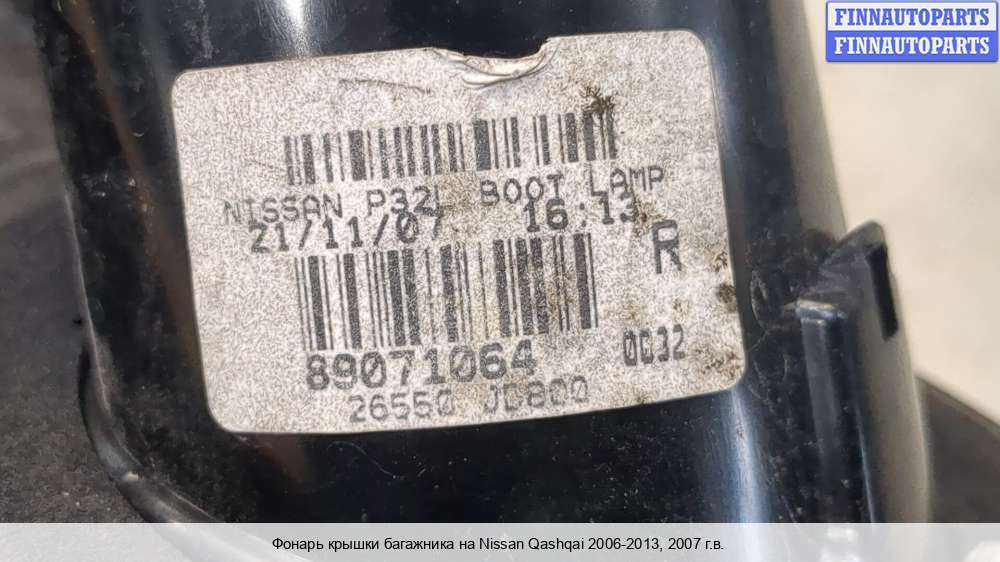 FINNAUTOPARTS
FINNAUTOPARTS
NISSAN P32L BOOT LAMP
21/11/07 16:13
R
89071064
0032
26550 JD800
Фонарь крышки багажника на Nissan Qashqai 2006-2013, 2007 г.в.